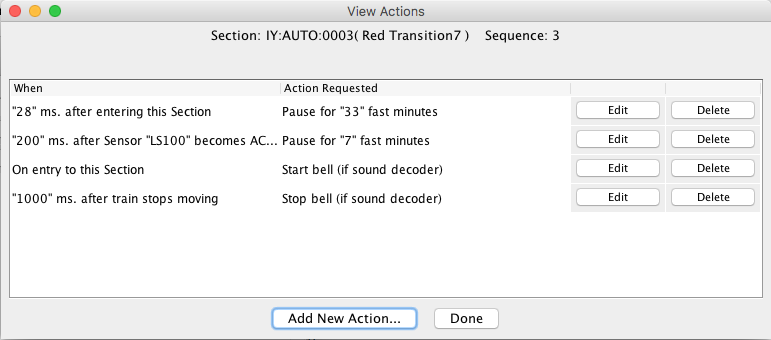 View Actions
Section: IY:AUTO:0003( Red Transition7 ) Sequence: 3
When Action Requested
"28" ms. after entering this Section Pause for "33" fast minutes Edit Delete
"200" ms. after Sensor "LS100" becomes AC... Pause for "7" fast minutes Edit Delete
On entry to this Section Start bell (if sound decoder) Edit Delete
"1000" ms. after train stops moving Stop bell (if sound decoder) Edit Delete
Add New Action... Done